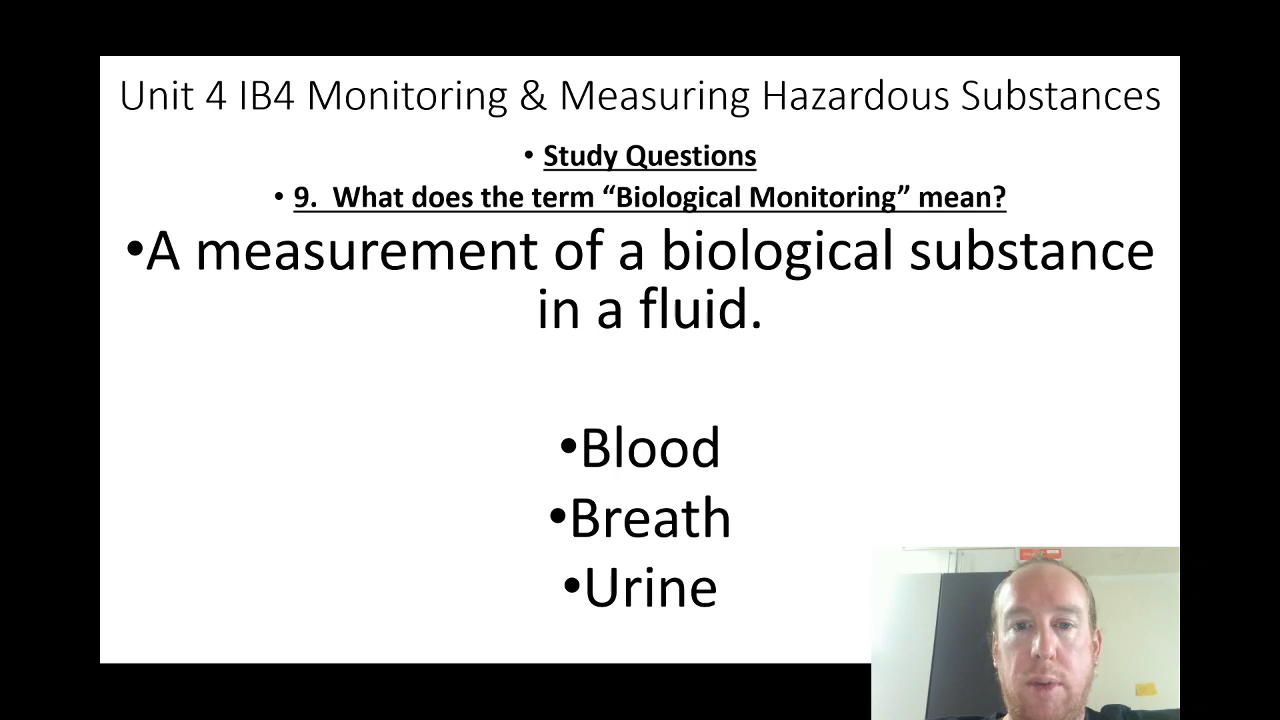 Unit 4 IB4 Monitoring & Measuring Hazardous Substances
• Study Questions
• 9.  What does the term “Biological Monitoring” mean?
•A measurement of a biological substance
in a fluid.
•Blood
•Breath
•Urine